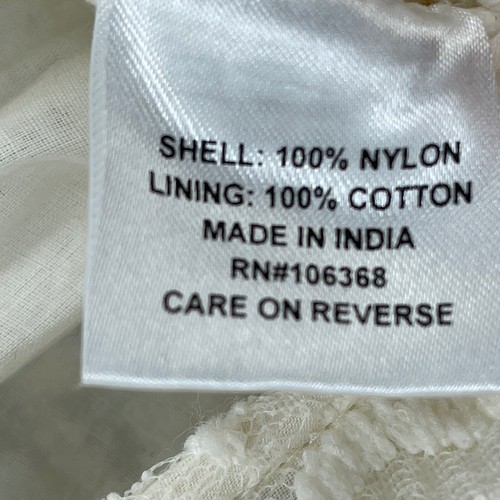 SHELL: 100% NYLON
LINING: 100% COTTON
MADE IN INDIA
RN#106368
CARE ON REVERSE